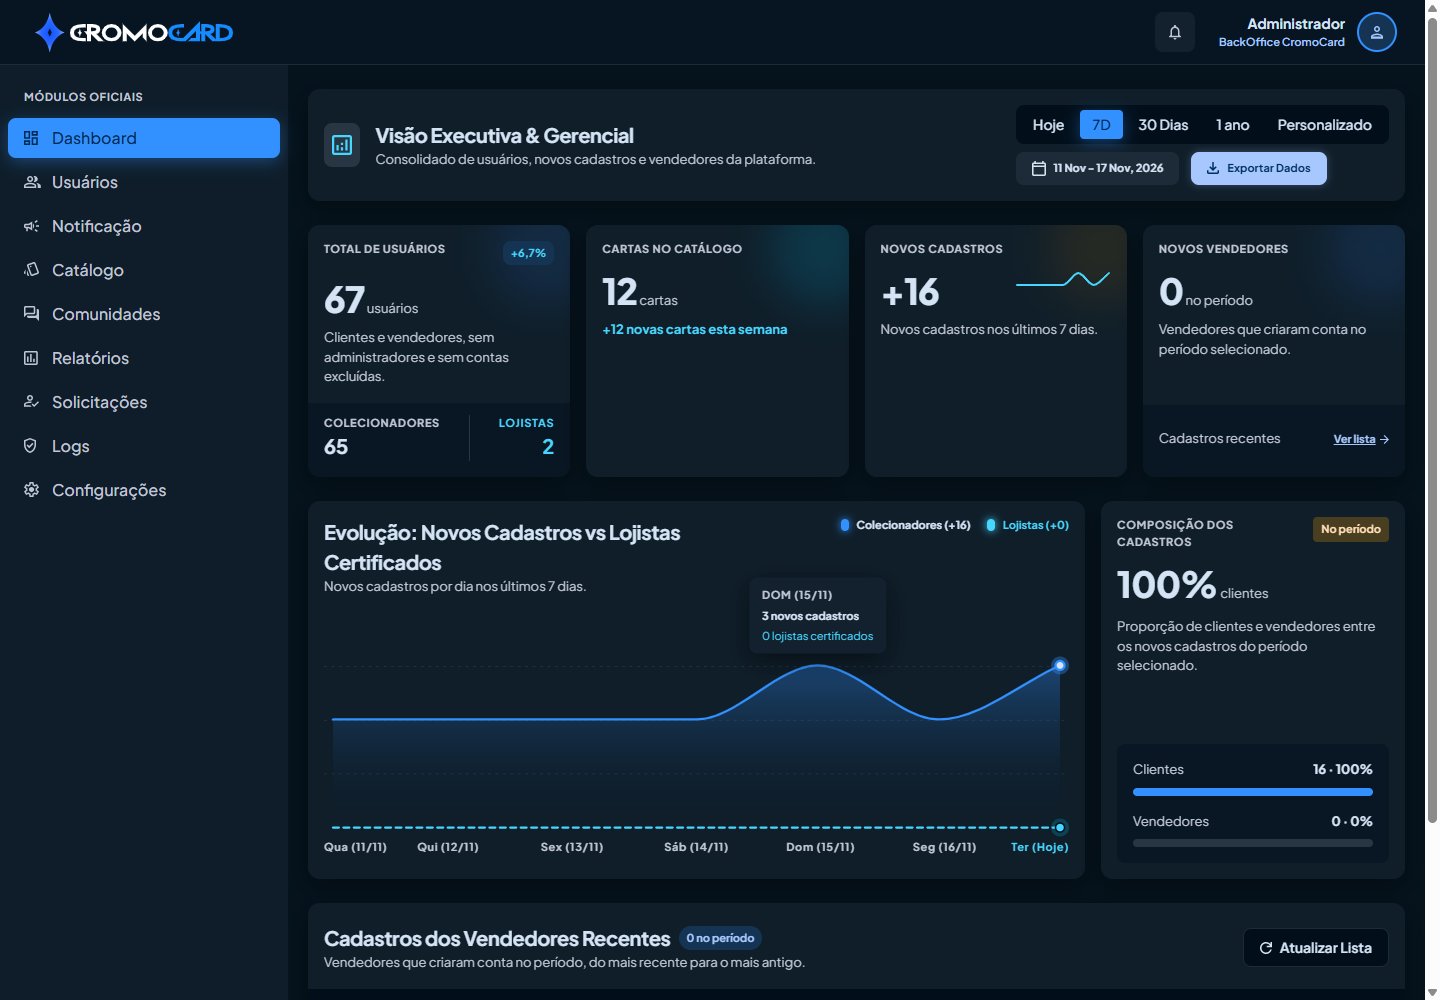 CROMOCARD
Administrador
BackOffice CromoCard
MÓDULOS OFICIAIS
Dashboard
Usuários
Notificação
Catálogo
Comunidades
Relatórios
Solicitações
Logs
Configurações
Visão Executiva & Gerencial
Consolidado de usuários, novos cadastros e vendedores da plataforma.
Hoje 7D 30 Dias 1 ano Personalizado
11 Nov - 17 Nov, 2026
Exportar Dados
TOTAL DE USUÁRIOS
+6,7%
67 usuários
Clientes e vendedores, sem
administradores e sem contas
excluídas.
COLECIONADORES
65
LOJISTAS
2
CARTAS NO CATÁLOGO
12 cartas
+12 novas cartas esta semana
NOVOS CADASTROS
+16
Novos cadastros nos últimos 7 dias.
NOVOS VENDEDORES
0 no período
Vendedores que criaram conta no
período selecionado.
Cadastros recentes
Ver lista →
Evolução: Novos Cadastros vs Lojistas
Certificados
Novos cadastros por dia nos últimos 7 dias.
Colecionadores (+16)
Lojistas (+0)
DOM (15/11)
3 novos cadastros
0 lojistas certificados
Qua (11/11) Qui (12/11) Sex (13/11) Sáb (14/11) Dom (15/11) Seg (16/11) Ter (Hoje)
COMPOSIÇÃO DOS
CADASTROS
No período
100% clientes
Proporção de clientes e vendedores entre
os novos cadastros do período
selecionado.
Clientes 16 · 100%
Vendedores 0 · 0%
Cadastros dos Vendedores Recentes
0 no período
Vendedores que criaram conta no período, do mais recente para o mais antigo.
Atualizar Lista